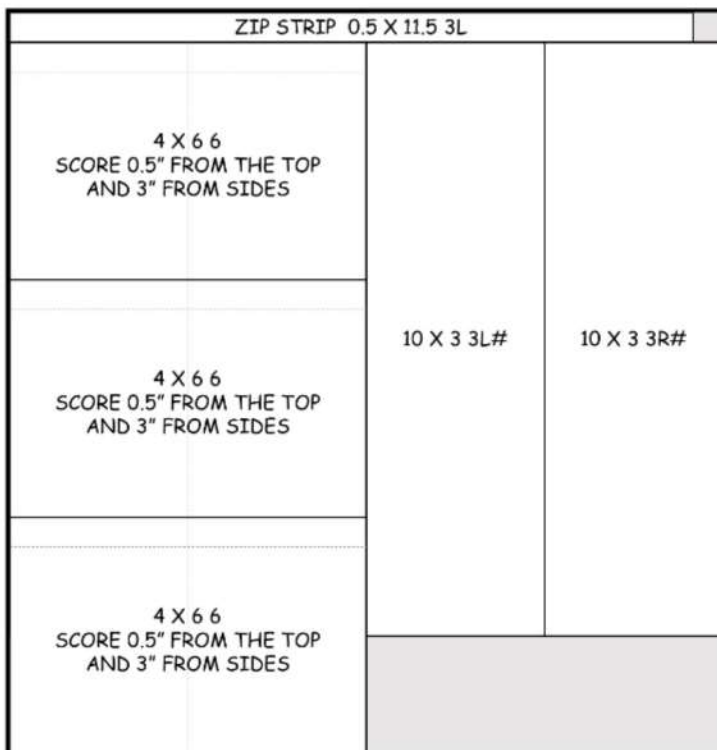 ZIP STRIP 0.5 X 11.5 3L
4 X 6 6
SCORE 0.5" FROM THE TOP
AND 3" FROM SIDES
4 X 6 6
SCORE 0.5" FROM THE TOP
AND 3" FROM SIDES
4 X 6 6
SCORE 0.5" FROM THE TOP
AND 3" FROM SIDES
10 X 3 3L#
10 X 3 3R#